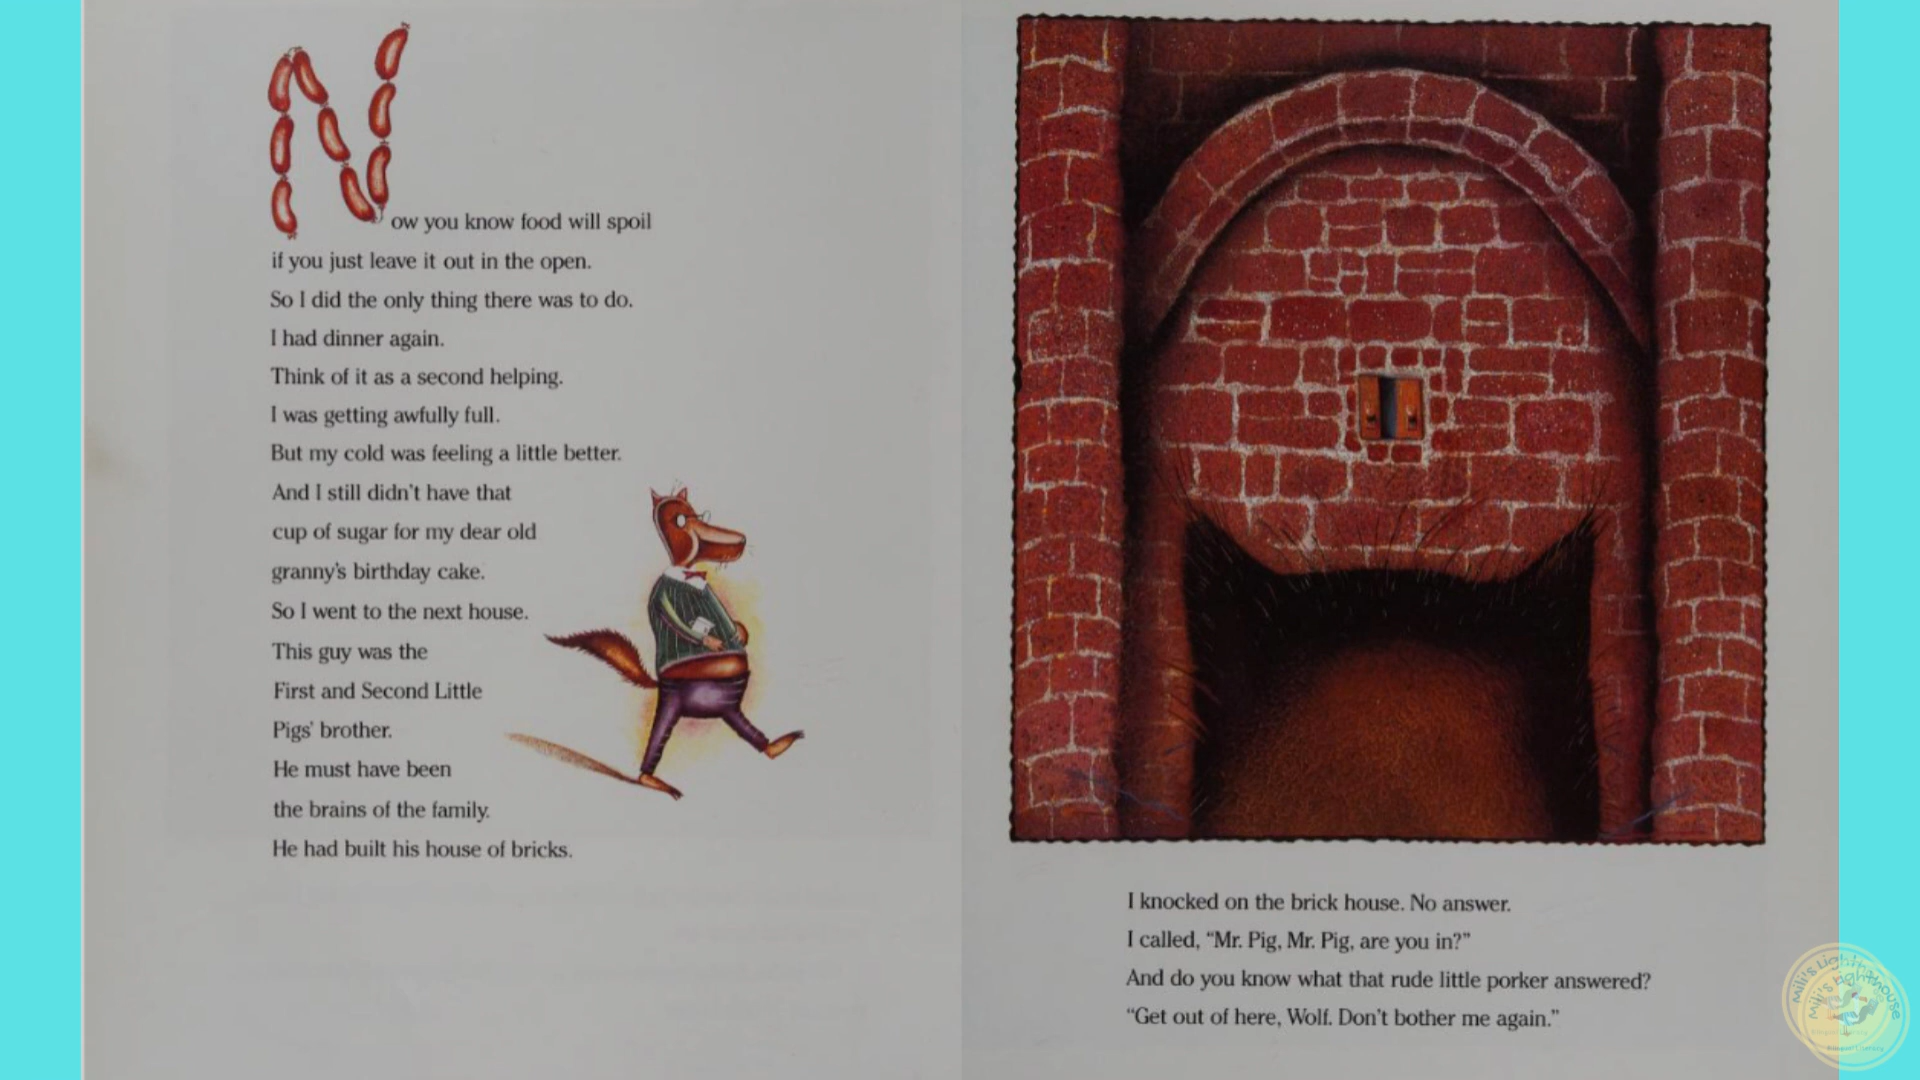 Now you know food will spoil
if you just leave it out in the open.
So I did the only thing there was to do.
I had dinner again.
Think of it as a second helping.
I was getting awfully full.
But my cold was feeling a little better.
And I still didn't have that
cup of sugar for my dear old
granny's birthday cake.
So I went to the next house.
This guy was the
First and Second Little
Pigs' brother.
He must have been
the brains of the family.
He had built his house of bricks.
I knocked on the brick house. No answer.
I called, “Mr. Pig, Mr. Pig, are you in?”
And do you know what that rude little porker answered?
“Get out of here, Wolf. Don't bother me again.”
Mili's Lighthouse
Mili's Lighthouse